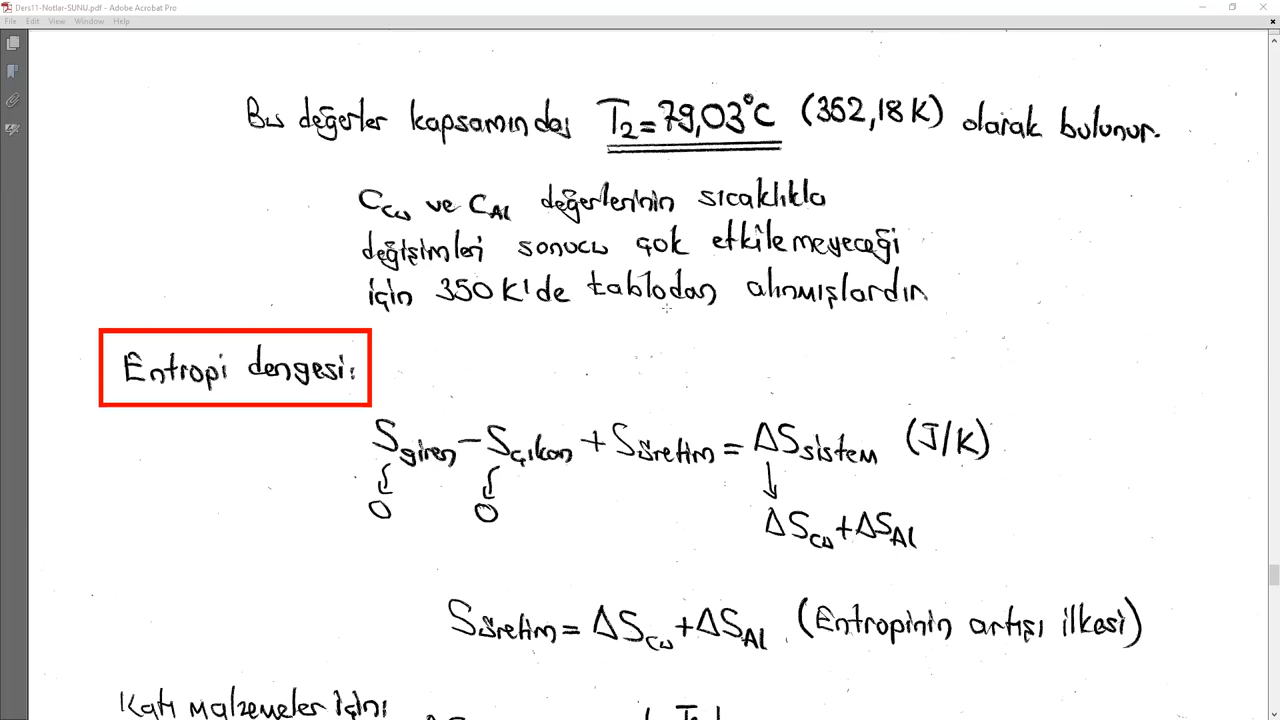 Ders11-Notlar-SUNU.pdf - Adobe Acrobat Pro
File Edit View Window Help
Bu değerler kapsamında, T2=79,03°C (352,18K) olarak bulunur.
CCu ve CAl değerlerinin sıcaklıkla
değişimleri sonucu çok etkilemeyeceği
için 350 K'de tablodan alınmışlardır.
Entropi dengesi:
Sgiren - Sçıkan + Süretim = ΔSsistem (J/K)
0 0 ΔSCu + ΔSAl
Süretim = ΔSCu + ΔSAl (Entropinin artışı ilkesi)
Katı malzemeler için;